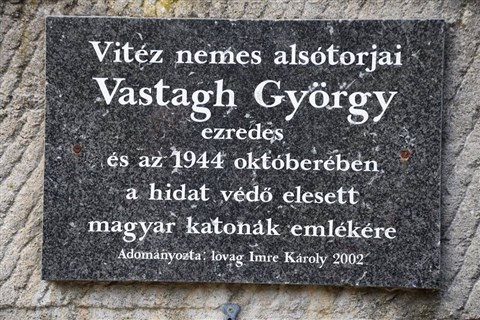 Vitéz nemes alsótorjai
Vastagh György
ezredes
és az 1944 októberében
a hidat védő elesett
magyar katonák emlékére
Adományozta: lovag Imre Károly 2002